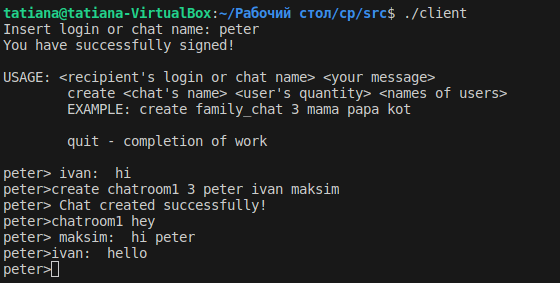 tatiana@tatiana-VirtualBox:~/Рабочий стол/cp/src$ ./client
Insert login or chat name: peter
You have successfully signed!
USAGE: <recipient's login or chat name> <your message>
create <chat's name> <user's quantity> <names of users>
EXAMPLE: create family_chat 3 mama papa kot
quit - completion of work
peter> ivan:  hi
peter>create chatroom1 3 peter ivan maksim
peter> Chat created successfully!
peter>chatroom1 hey
peter> maksim:  hi peter
peter>ivan:  hello
peter>